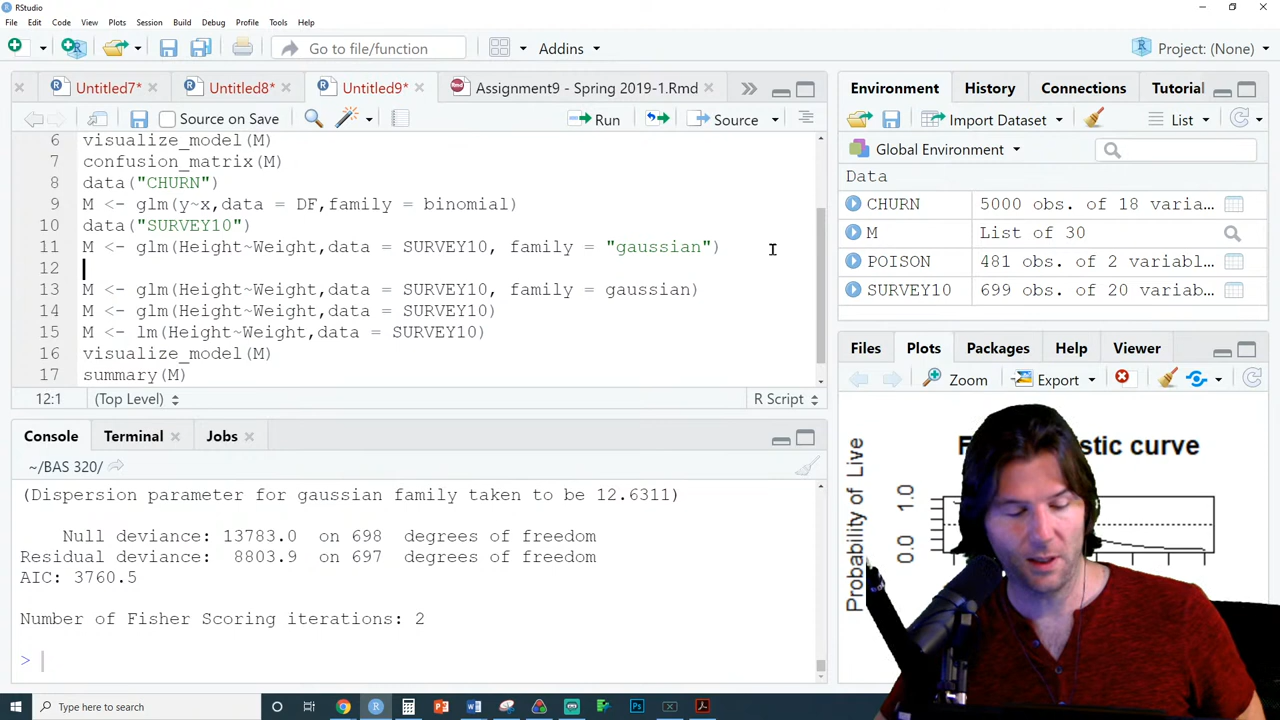 RStudio
File Edit Code View Plots Session Build Debug Profile Tools Help
Go to file/function
Addins
Project: (None)
Untitled7*
Untitled8*
Untitled9*
Assignment9 - Spring 2019-1.Rmd
Source on Save
Run
Source
6 visualize_model(M)
7 confusion_matrix(M)
8 data("CHURN")
9 M <- glm(y~x,data = DF,family = binomial)
10 data("SURVEY10")
11 M <- glm(Height~Weight,data = SURVEY10, family = "gaussian")
12
13 M <- glm(Height~Weight,data = SURVEY10, family = gaussian)
14 M <- glm(Height~Weight,data = SURVEY10)
15 M <- lm(Height~Weight,data = SURVEY10)
16 visualize_model(M)
17 summary(M)
12:1 (Top Level) R Script
Console Terminal Jobs
~/BAS 320/
(Dispersion parameter for gaussian family taken to be 12.6311)
Null deviance: 13783.0 on 698 degrees of freedom
Residual deviance: 8803.9 on 697 degrees of freedom
AIC: 3760.5
Number of Fisher Scoring iterations: 2
>
Environment History Connections Tutorial
Import Dataset
List
Global Environment
Data
CHURN 5000 obs. of 18 varia...
M List of 30
POISON 481 obs. of 2 variabl...
SURVEY10 699 obs. of 20 variab...
Files Plots Packages Help Viewer
Zoom
Export
stic curve
Probability of Live
0.0 1.0
Type here to search